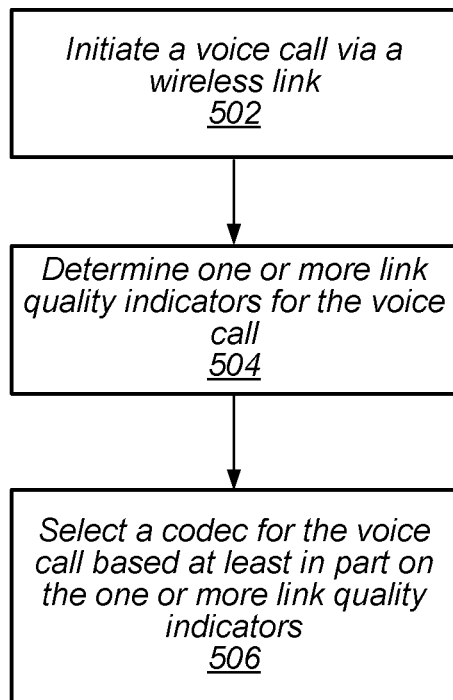 Initiate a voice call via a
wireless link
502
Determine one or more link
quality indicators for the voice
call
504
Select a codec for the voice
call based at least in part on
the one or more link quality
indicators
506